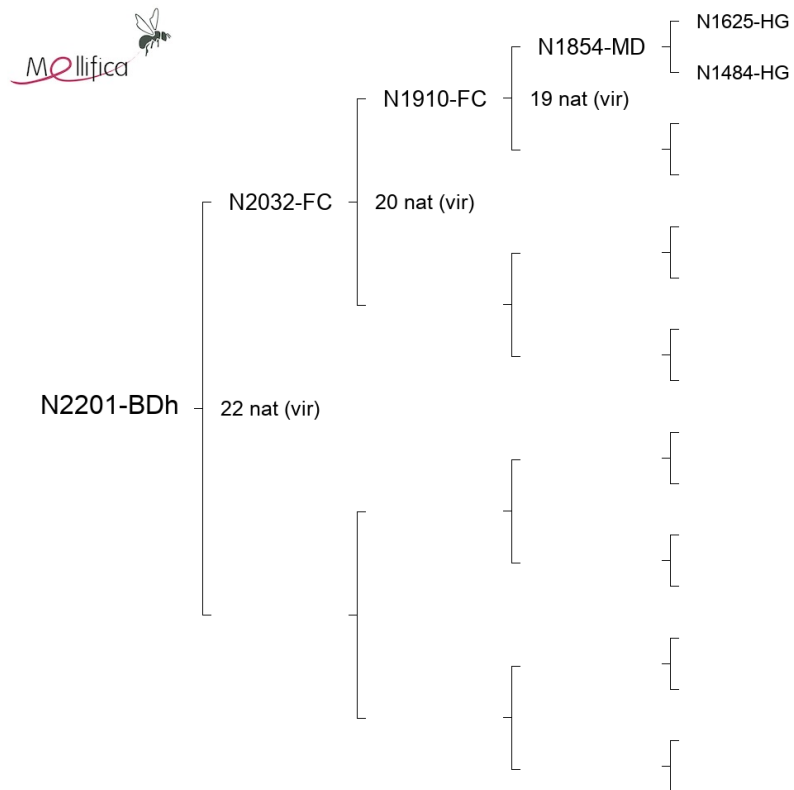 Mellifica
N1625-HG
N1854-MD
N1484-HG
N1910-FC
19 nat (vir)
N2032-FC
20 nat (vir)
N2201-BDh
22 nat (vir)